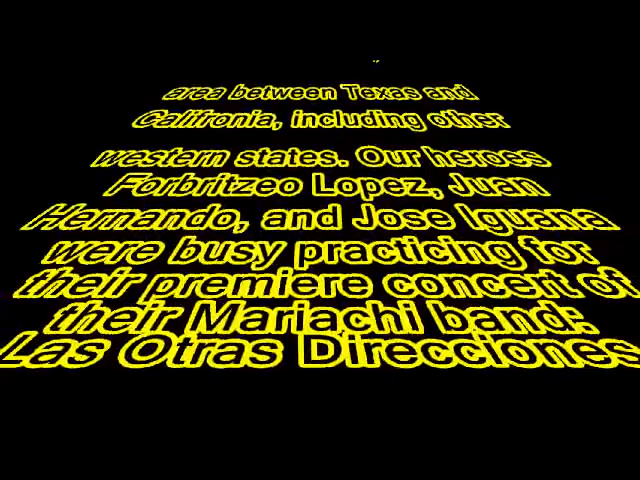 area between Texas and
Califronia, including other
western states. Our heroes
Forbritzeo Lopez, Juan
Hernando, and Jose Iguana
were busy practicing for
their premiere concert of
their Mariachi band:
Las Otras Direcciones